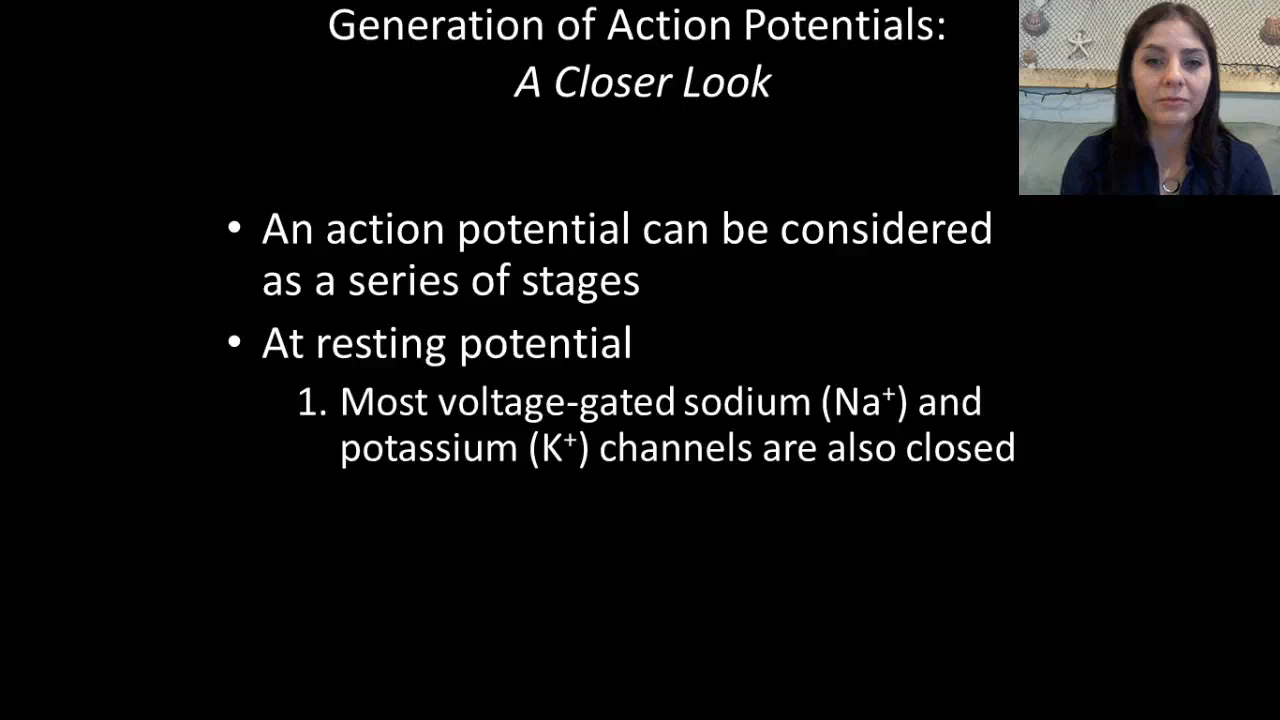 Generation of Action Potentials:
A Closer Look
• An action potential can be considered
as a series of stages
• At resting potential
1. Most voltage-gated sodium (Na⁺) and
potassium (K⁺) channels are also closed